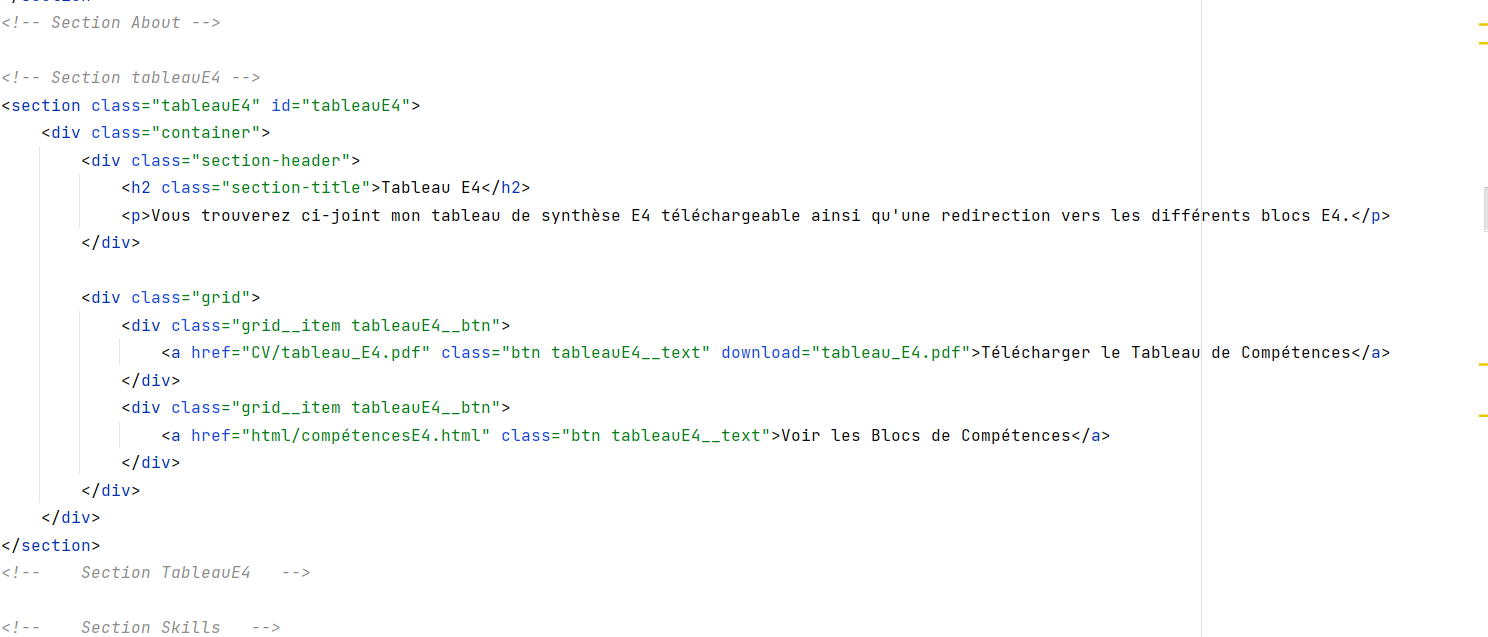 <!-- Section About -->
<!-- Section tableauE4 -->
<section class="tableauE4" id="tableauE4">
<div class="container">
<div class="section-header">
<h2 class="section-title">Tableau E4</h2>
<p>Vous trouverez ci-joint mon tableau de synthèse E4 téléchargeable ainsi qu'une redirection vers les différents blocs E4.</p>
</div>
<div class="grid">
<div class="grid__item tableauE4__btn">
<a href="CV/tableau_E4.pdf" class="btn tableauE4__text" download="tableau_E4.pdf">Télécharger le Tableau de Compétences</a>
</div>
<div class="grid__item tableauE4__btn">
<a href="html/compétencesE4.html" class="btn tableauE4__text">Voir les Blocs de Compétences</a>
</div>
</div>
</div>
</section>
<!--    Section TableauE4   -->
<!--    Section Skills   -->